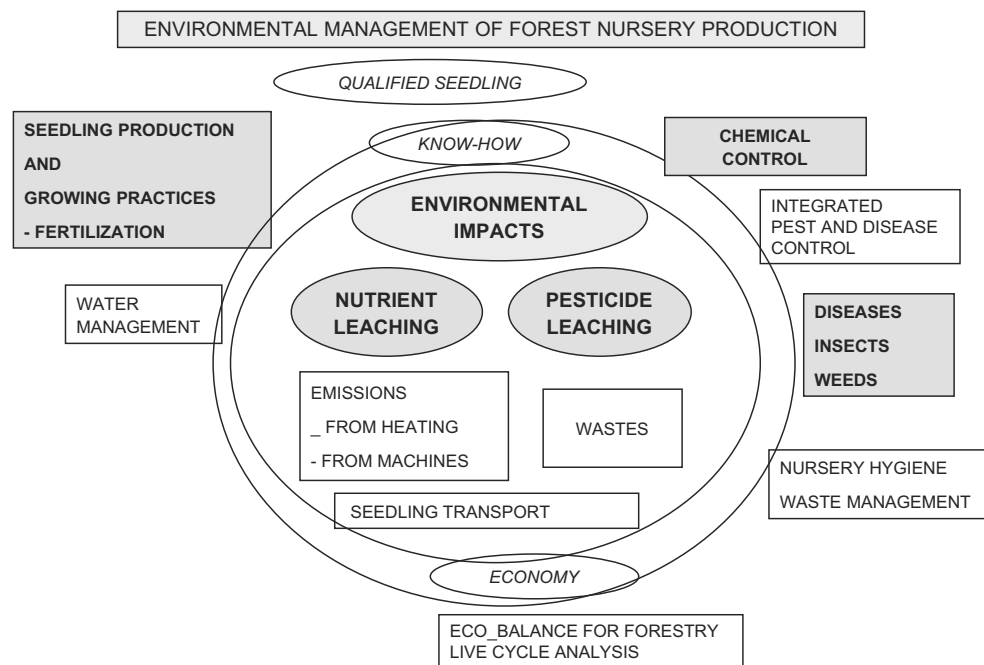 ENVIRONMENTAL MANAGEMENT OF FOREST NURSERY PRODUCTION
QUALIFIED SEEDLING
SEEDLING PRODUCTION
AND
GROWING PRACTICES
- FERTILIZATION
KNOW-HOW
CHEMICAL
CONTROL
ENVIRONMENTAL
IMPACTS
INTEGRATED
PEST AND DISEASE
CONTROL
WATER
MANAGEMENT
NUTRIENT
LEACHING
PESTICIDE
LEACHING
DISEASES
INSECTS
WEEDS
EMISSIONS
_ FROM HEATING
- FROM MACHINES
WASTES
NURSERY HYGIENE
WASTE MANAGEMENT
SEEDLING TRANSPORT
ECONOMY
ECO_BALANCE FOR FORESTRY
LIVE CYCLE ANALYSIS